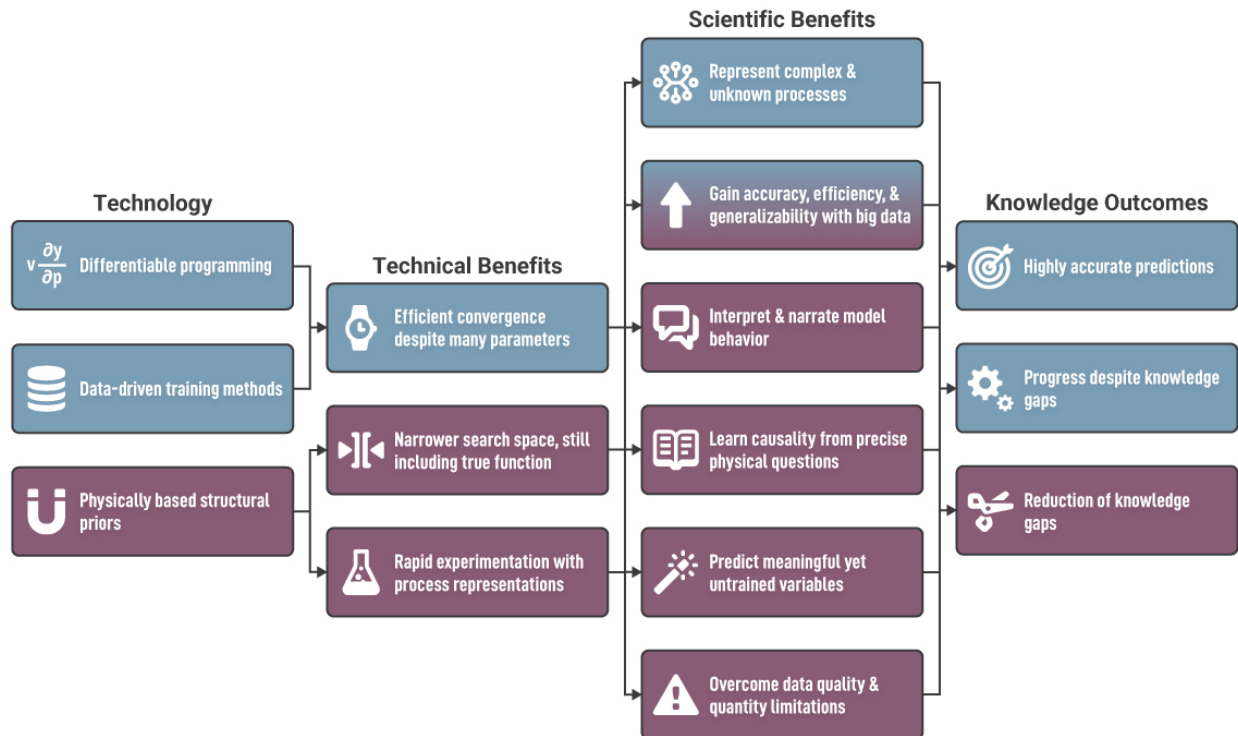 Technology
v ∂y
∂p
Differentiable programming
Data-driven training methods
Physically based structural
priors
Technical Benefits
Efficient convergence
despite many parameters
Narrower search space, still
including true function
Rapid experimentation with
process representations
Scientific Benefits
Represent complex &
unknown processes
Gain accuracy, efficiency, &
generalizability with big data
Interpret & narrate model
behavior
Learn causality from precise
physical questions
Predict meaningful yet
untrained variables
Overcome data quality &
quantity limitations
Knowledge Outcomes
Highly accurate predictions
Progress despite knowledge
gaps
Reduction of knowledge
gaps